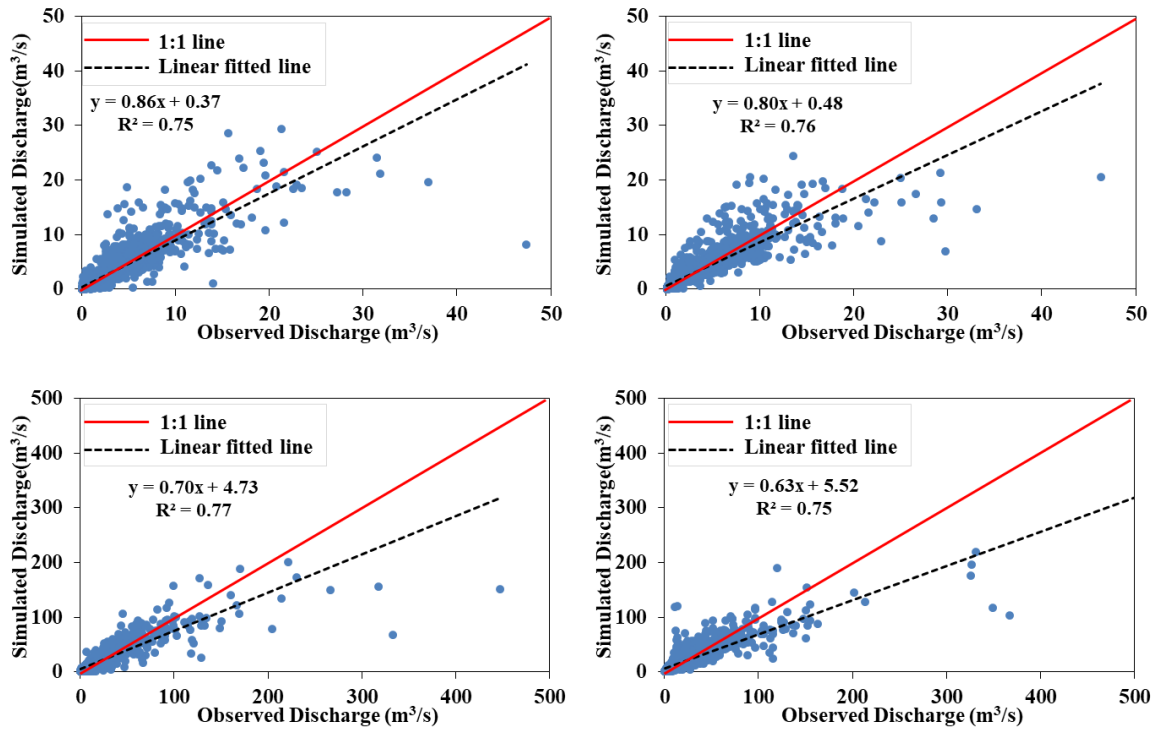 50
40
30
20
10
0
Simulated Discharge(m³/s)
1:1 line
Linear fitted line
y = 0.86x + 0.37
R² = 0.75
0 10 20 30 40 50
Observed Discharge (m³/s)
50
40
30
20
10
0
Simulated Discharge(m³/s)
1:1 line
Linear fitted line
y = 0.80x + 0.48
R² = 0.76
0 10 20 30 40 50
Observed Discharge (m³/s)
500
400
300
200
100
0
Simulated Discharge(m³/s)
1:1 line
Linear fitted line
y = 0.70x + 4.73
R² = 0.77
0 100 200 300 400 500
Observed Discharge (m³/s)
500
400
300
200
100
0
Simulated Discharge(m³/s)
1:1 line
Linear fitted line
y = 0.63x + 5.52
R² = 0.75
0 100 200 300 400 500
Observed Discharge (m³/s)